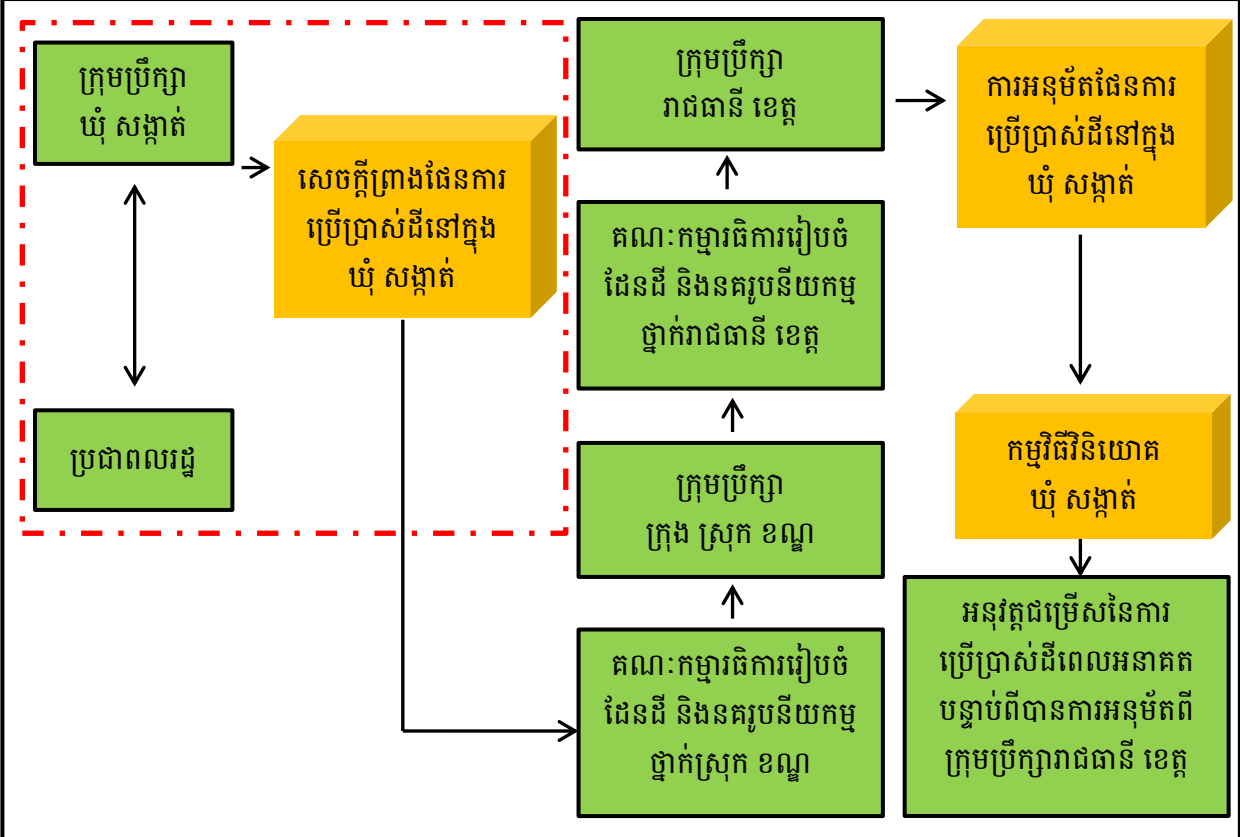 ក្រុមប្រឹក្សា
ឃុំ សង្កាត់
សេចក្តីព្រាងផែនការ
ប្រើប្រាស់ដីនៅក្នុង
ឃុំ សង្កាត់
ប្រជាពលរដ្ឋ
ក្រុមប្រឹក្សា
រាជធានី ខេត្ត
គណៈកម្មាធិការរៀបចំ
ដែនដី និងនគរូបនីយកម្ម
ថ្នាក់រាជធានី ខេត្ត
ក្រុមប្រឹក្សា
ក្រុង ស្រុក ខណ្ឌ
គណៈកម្មាធិការរៀបចំ
ដែនដី និងនគរូបនីយកម្ម
ថ្នាក់ស្រុក ខណ្ឌ
ការអនុម័តផែនការ
ប្រើប្រាស់ដីនៅក្នុង
ឃុំ សង្កាត់
កម្មវិធីវិនិយោគ
ឃុំ សង្កាត់
អនុវត្តជម្រើសនៃការ
ប្រើប្រាស់ដីពេលអនាគត
បន្ទាប់ពីបានការអនុម័តពី
ក្រុមប្រឹក្សារាជធានី ខេត្ត